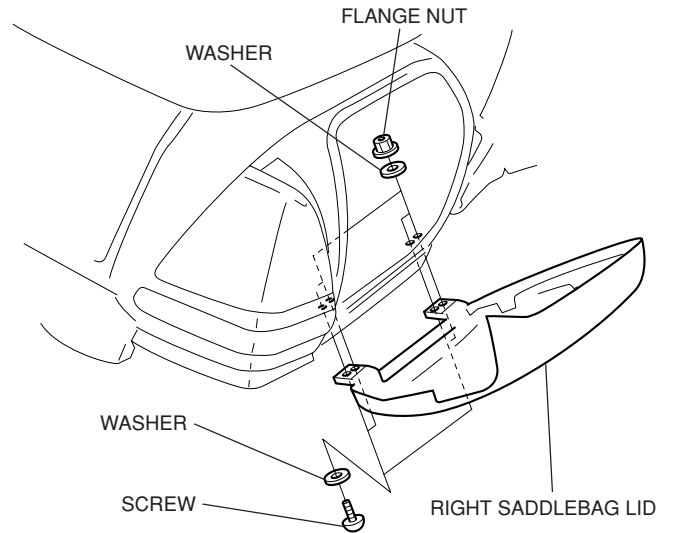 FLANGE NUT
WASHER
WASHER
SCREW
RIGHT SADDLEBAG LID